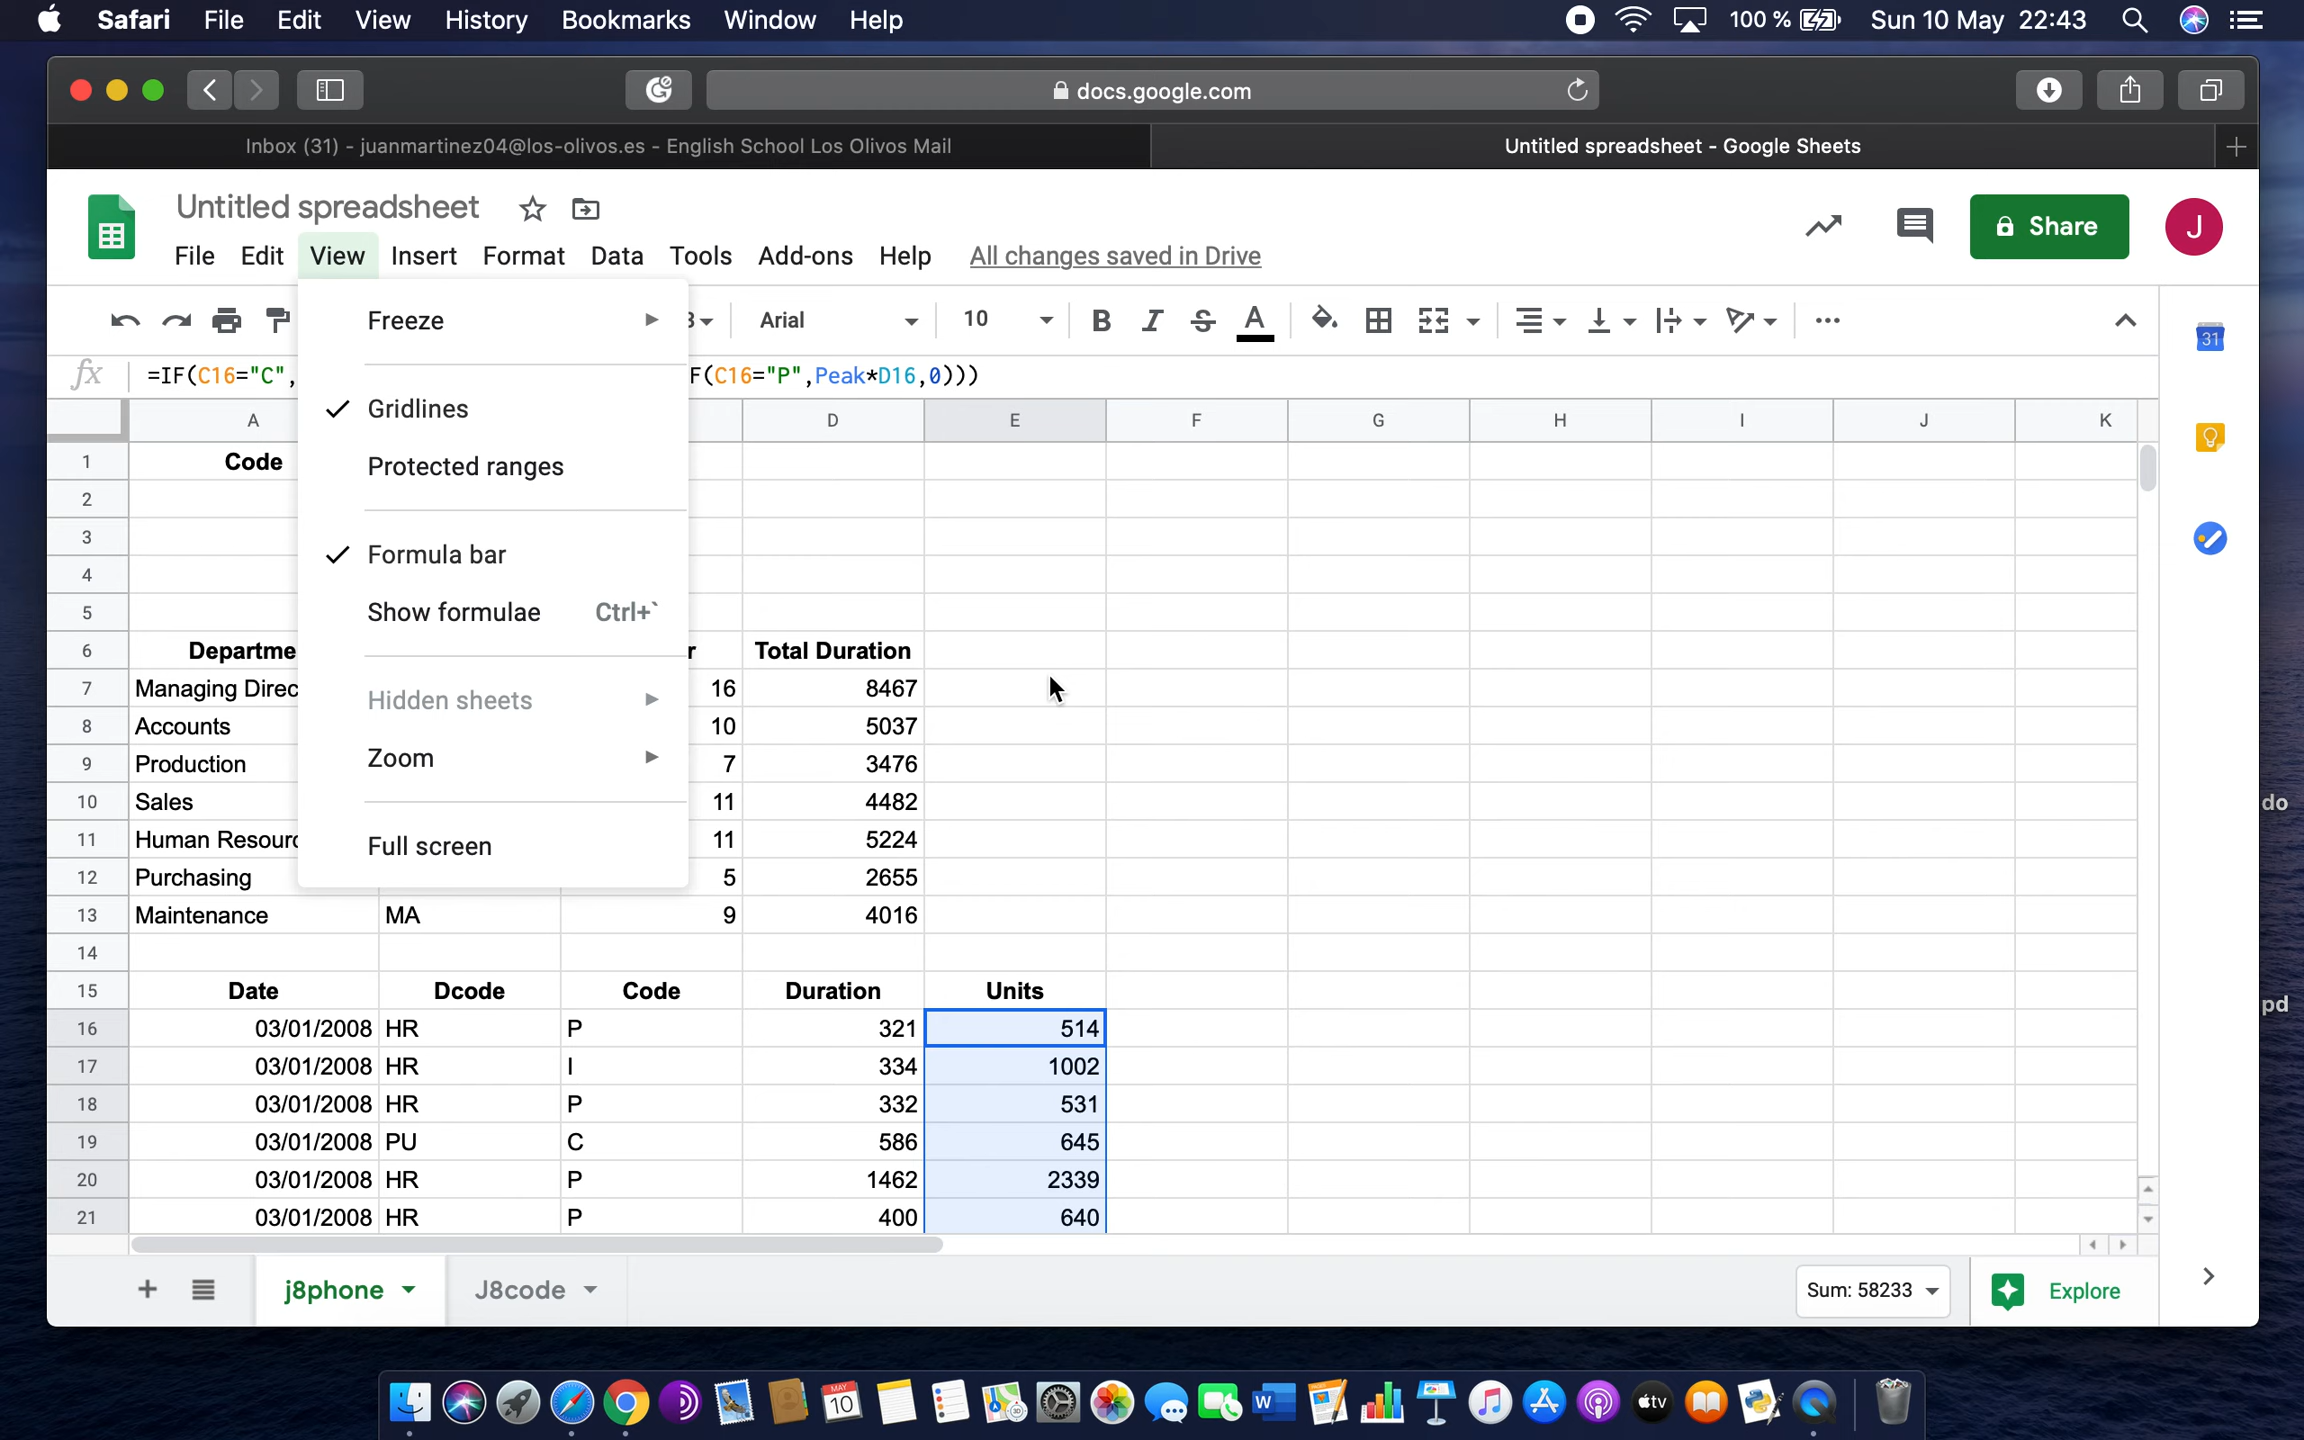 Safari File Edit View History Bookmarks Window Help 100 % Sun 10 May 22:43
docs.google.com
Inbox (31) - juanmartinez04@los-olivos.es - English School Los Olivos Mail Untitled spreadsheet - Google Sheets
Untitled spreadsheet
File Edit View Insert Format Data Tools Add-ons Help All changes saved in Drive Share J
Arial 10 B I S A
fx =IF(C16="C", F(C16="P",Peak*D16,0)))
31
Freeze
Gridlines
Protected ranges
Formula bar
Show formulae Ctrl+`
Hidden sheets
Zoom
Full screen
A D E F G H I J K
1 Code
2
3
4
5
6 Departme r Total Duration
7 Managing Direc 16 8467
8 Accounts 10 5037
9 Production 7 3476
10 Sales 11 4482
11 Human Resourc 11 5224
12 Purchasing 5 2655
13 Maintenance MA 9 4016
14
15 Date Dcode Code Duration Units
16 03/01/2008 HR P 321 514
17 03/01/2008 HR I 334 1002
18 03/01/2008 HR P 332 531
19 03/01/2008 PU C 586 645
20 03/01/2008 HR P 1462 2339
21 03/01/2008 HR P 400 640
do
pd
j8phone J8code Sum: 58233 Explore
MAY
10
3D
W
tv